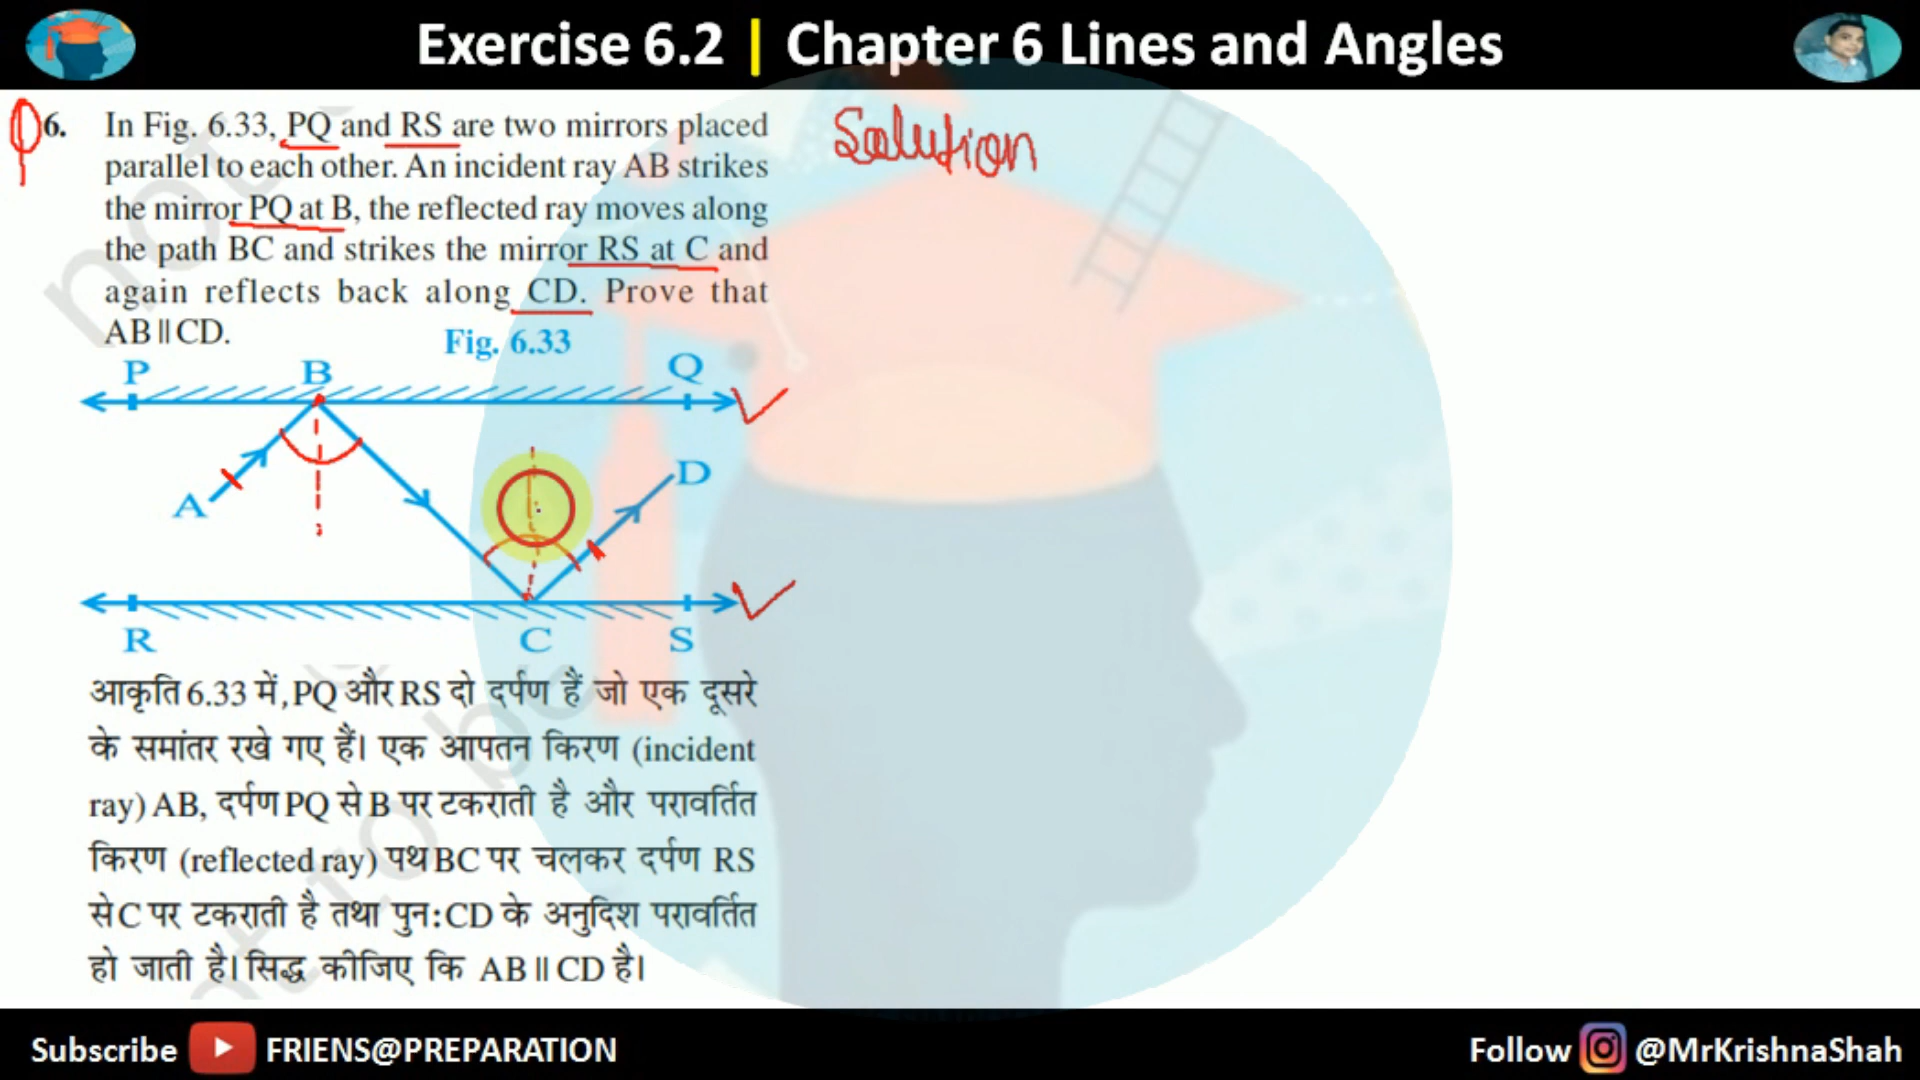 Exercise 6.2 | Chapter 6 Lines and Angles
6. In Fig. 6.33, PQ and RS are two mirrors placed
parallel to each other. An incident ray AB strikes
the mirror PQ at B, the reflected ray moves along
the path BC and strikes the mirror RS at C and
again reflects back along CD. Prove that
AB || CD.
Fig. 6.33
Solution
P B Q
A
D
R C S
आकृति 6.33 में, PQ और RS दो दर्पण हैं जो एक दूसरे
के समांतर रखे गए हैं। एक आपतन किरण (incident
ray) AB, दर्पण PQ से B पर टकराती है और परावर्तित
किरण (reflected ray) पथ BC पर चलकर दर्पण RS
से C पर टकराती है तथा पुन: CD के अनुदिश परावर्तित
हो जाती है। सिद्ध कीजिए कि AB || CD है।
Subscribe FRIENS@PREPARATION
Follow @MrKrishnaShah